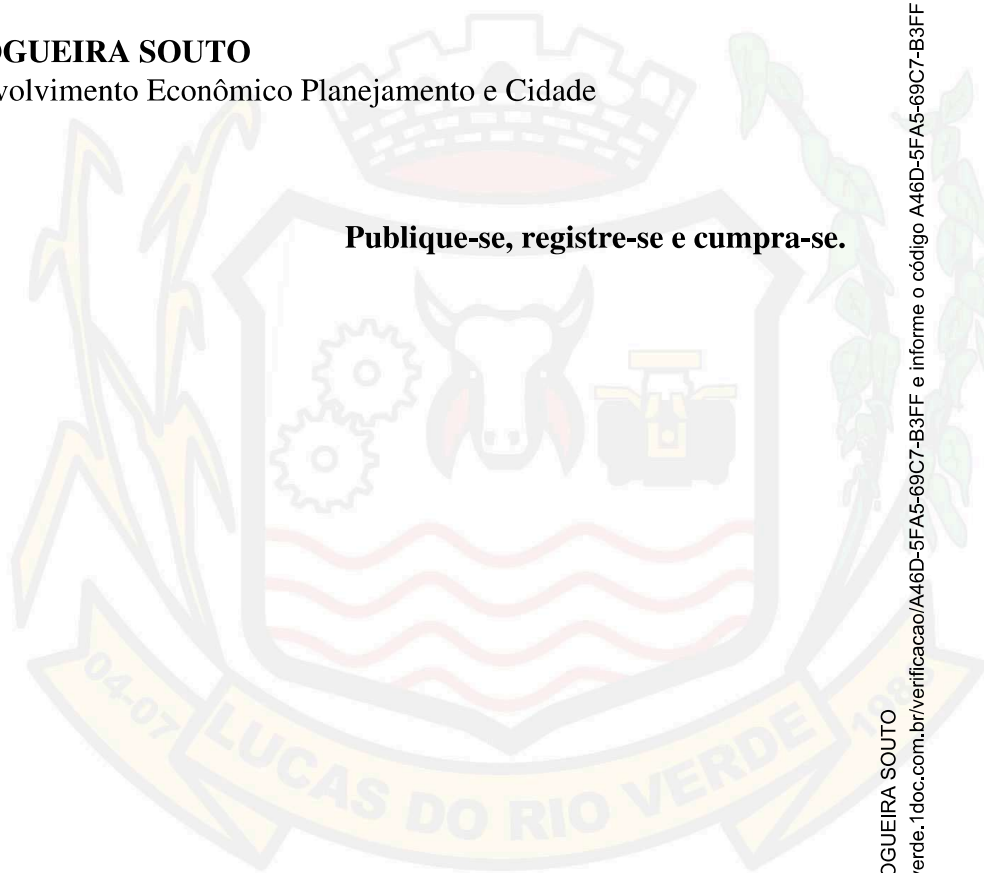 OGUEIRA SOUTO
volvimento Econômico Planejamento e Cidade
Publique-se, registre-se e cumpra-se.
04-07
LUCAS DO RIO VERDE
OGUEIRA SOUTO
verde.1doc.com.br/verificacao/A46D-5FA5-69C7-B3FF e informe o código A46D-5FA5-69C7-B3FF